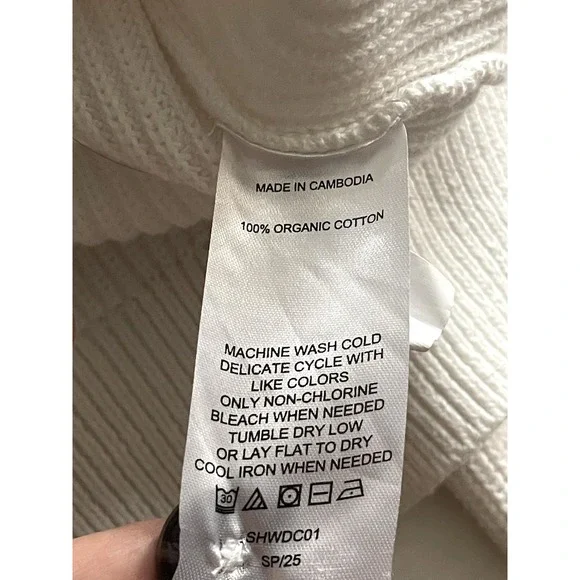 MADE IN CAMBODIA
100% ORGANIC COTTON
MACHINE WASH COLD
DELICATE CYCLE WITH
LIKE COLORS
ONLY NON-CHLORINE
BLEACH WHEN NEEDED
TUMBLE DRY LOW
OR LAY FLAT TO DRY
COOL IRON WHEN NEEDED
30
SHWDC01
SP/25